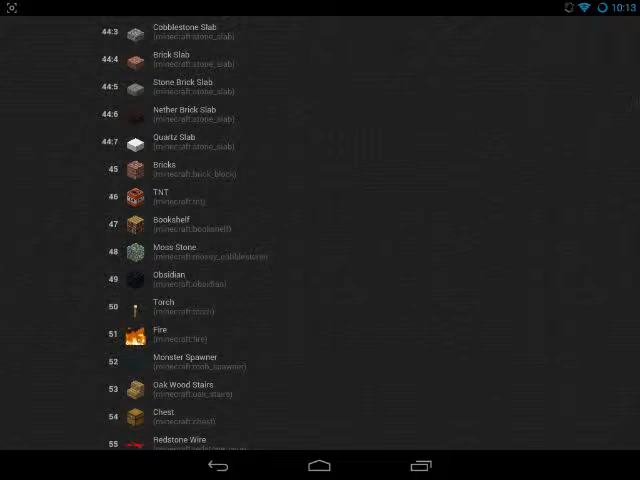 10:13
44:3 Cobblestone Slab
(minecraft:stone_slab)
44:4 Brick Slab
(minecraft:stone_slab)
44:5 Stone Brick Slab
(minecraft:stone_slab)
44:6 Nether Brick Slab
(minecraft:stone_slab)
44:7 Quartz Slab
(minecraft:stone_slab)
45 Bricks
(minecraft:brick_block)
46 TNT
(minecraft:tnt)
47 Bookshelf
(minecraft:bookshelf)
48 Moss Stone
(minecraft:mossy_cobblestone)
49 Obsidian
(minecraft:obsidian)
50 Torch
(minecraft:torch)
51 Fire
(minecraft:fire)
52 Monster Spawner
(minecraft:mob_spawner)
53 Oak Wood Stairs
(minecraft:oak_stairs)
54 Chest
(minecraft:chest)
55 Redstone Wire